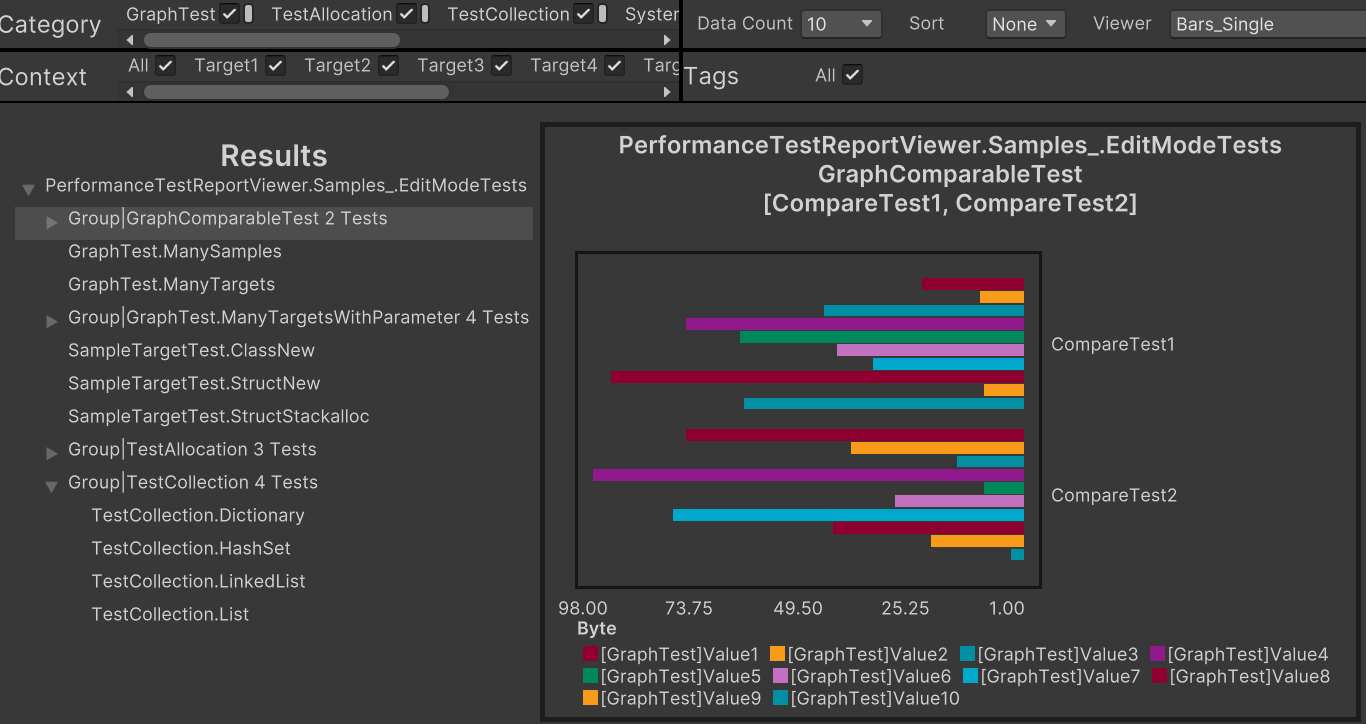 Category
GraphTest TestAllocation TestCollection Syster
Data Count 10 Sort None Viewer Bars_Single
Context
All Target1 Target2 Target3 Target4 Targ
Tags All
Results
PerformanceTestReportViewer.Samples_.EditModeTests
Group|GraphComparableTest 2 Tests
GraphTest.ManySamples
GraphTest.ManyTargets
Group|GraphTest.ManyTargetsWithParameter 4 Tests
SampleTargetTest.ClassNew
SampleTargetTest.StructNew
SampleTargetTest.StructStackalloc
Group|TestAllocation 3 Tests
Group|TestCollection 4 Tests
TestCollection.Dictionary
TestCollection.HashSet
TestCollection.LinkedList
TestCollection.List
PerformanceTestReportViewer.Samples_.EditModeTests
GraphComparableTest
[CompareTest1, CompareTest2]
CompareTest1
CompareTest2
98.00 73.75 49.50 25.25 1.00
Byte
[GraphTest]Value1 [GraphTest]Value2 [GraphTest]Value3 [GraphTest]Value4
[GraphTest]Value5 [GraphTest]Value6 [GraphTest]Value7 [GraphTest]Value8
[GraphTest]Value9 [GraphTest]Value10